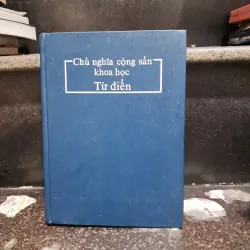 Chủ nghĩa cộng sản
khoa học
Từ điển